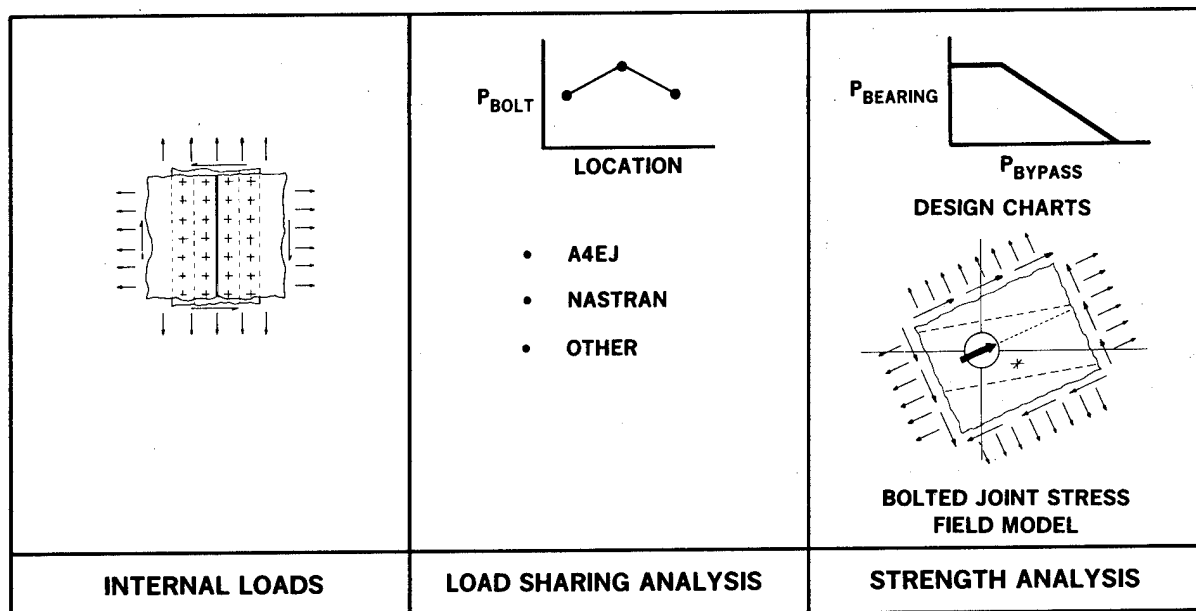 P_BOLT
LOCATION
• A4EJ
• NASTRAN
• OTHER
P_BEARING
P_BYPASS
DESIGN CHARTS
BOLTED JOINT STRESS
FIELD MODEL
INTERNAL LOADS
LOAD SHARING ANALYSIS
STRENGTH ANALYSIS